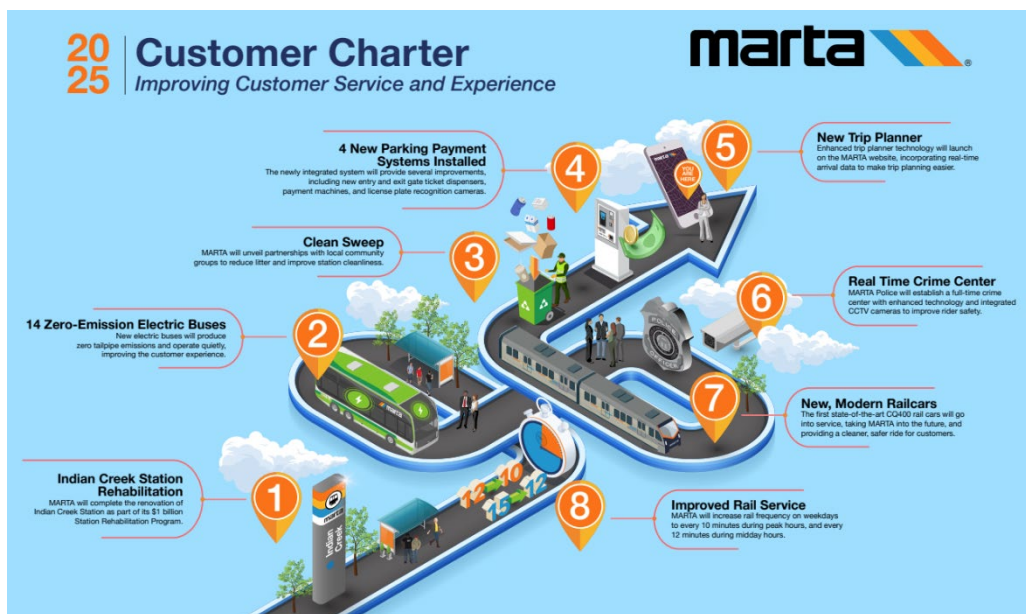 20
25
Customer Charter
Improving Customer Service and Experience
marta
®
4 New Parking Payment
Systems Installed
The newly integrated system will provide several improvements,
including new entry and exit gate ticket dispensers,
payment machines, and license plate recognition cameras.
4
5
New Trip Planner
Enhanced trip planner technology will launch
on the MARTA website, incorporating real-time
arrival data to make trip planning easier.
marta
YOU
ARE
HERE
Clean Sweep
MARTA will unveil partnerships with local community
groups to reduce litter and improve station cleanliness.
3
6
Real Time Crime Center
MARTA Police will establish a full-time crime
center with enhanced technology and integrated
CCTV cameras to improve rider safety.
POLICE
OFFICER
14 Zero-Emission Electric Buses
New electric buses will produce
zero tailpipe emissions and operate quietly,
improving the customer experience.
2
marta
7
New, Modern Railcars
The first state-of-the-art CQ400 rail cars will go
into service, taking MARTA into the future, and
providing a cleaner, safer ride for customers.
Indian Creek Station
Rehabilitation
MARTA will complete the renovation of
Indian Creek Station as part of its $1 billion
Station Rehabilitation Program.
1
marta
Indian
Creek
12 10
15 12
8
Improved Rail Service
MARTA will increase rail frequency on weekdays
to every 10 minutes during peak hours, and every
12 minutes during midday hours.